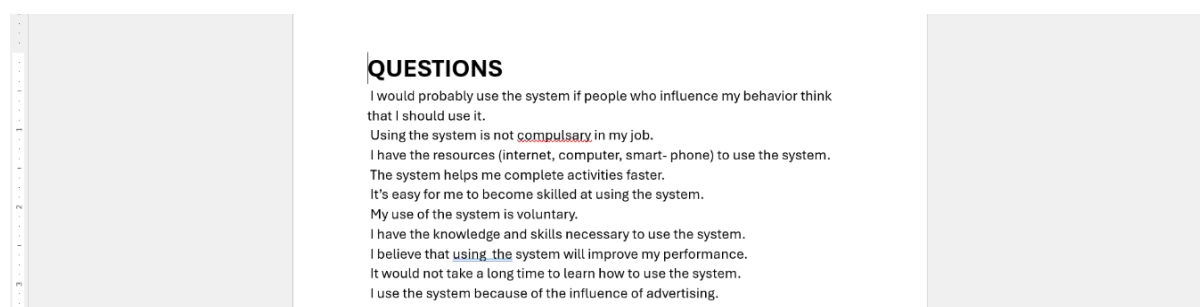 QUESTIONS
I would probably use the system if people who influence my behavior think
that I should use it.
Using the system is not compulsary in my job.
I have the resources (internet, computer, smart- phone) to use the system.
The system helps me complete activities faster.
It’s easy for me to become skilled at using the system.
My use of the system is voluntary.
I have the knowledge and skills necessary to use the system.
I believe that using  the system will improve my performance.
It would not take a long time to learn how to use the system.
I use the system because of the influence of advertising.
1
2
3